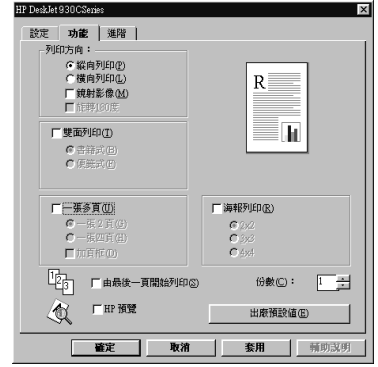 HP DeskJet 930C Series
設定 功能 進階
列印方向：
縱向列印(P)
橫向列印(L)
鏡射影像(M)
旋轉180度
R
雙面列印(I)
書籍式(B)
便箋式(E)
一張多頁(U)
一張 2 頁(G)
一張四頁(H)
加頁框(D)
海報列印(R)
2x2
3x3
4x4
1 2 3
由最後一頁開始列印(S)
份數(C)： 1
HP 預覽
出廠預設值(E)
確定 取消 套用 輔助說明